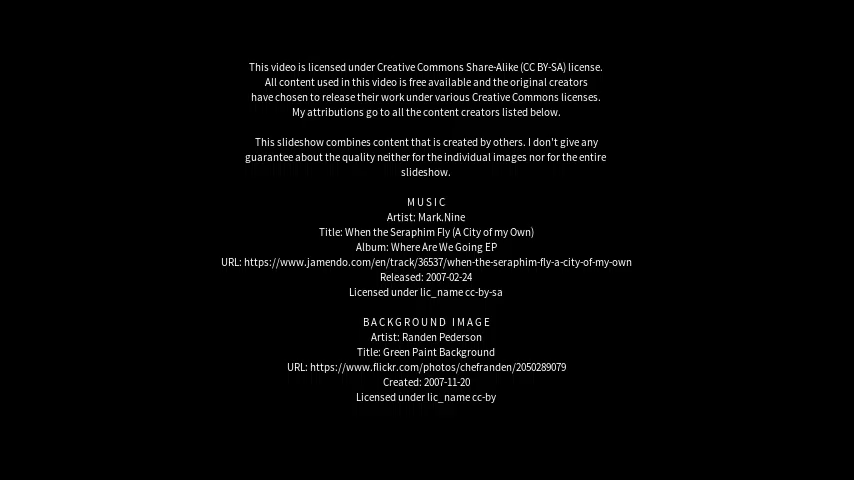 This video is licensed under Creative Commons Share-Alike (CC BY-SA) license.
All content used in this video is free available and the original creators
have chosen to release their work under various Creative Commons licenses.
My attributions go to all the content creators listed below.
This slideshow combines content that is created by others. I don't give any
guarantee about the quality neither for the individual images nor for the entire
slideshow.
MUSIC
Artist: Mark.Nine
Title: When the Seraphim Fly (A City of my Own)
Album: Where Are We Going EP
URL: https://www.jamendo.com/en/track/36537/when-the-seraphim-fly-a-city-of-my-own
Released: 2007-02-24
Licensed under lic_name cc-by-sa
BACKGROUND IMAGE
Artist: Randen Pederson
Title: Green Paint Background
URL: https://www.flickr.com/photos/chefranden/2050289079
Created: 2007-11-20
Licensed under lic_name cc-by